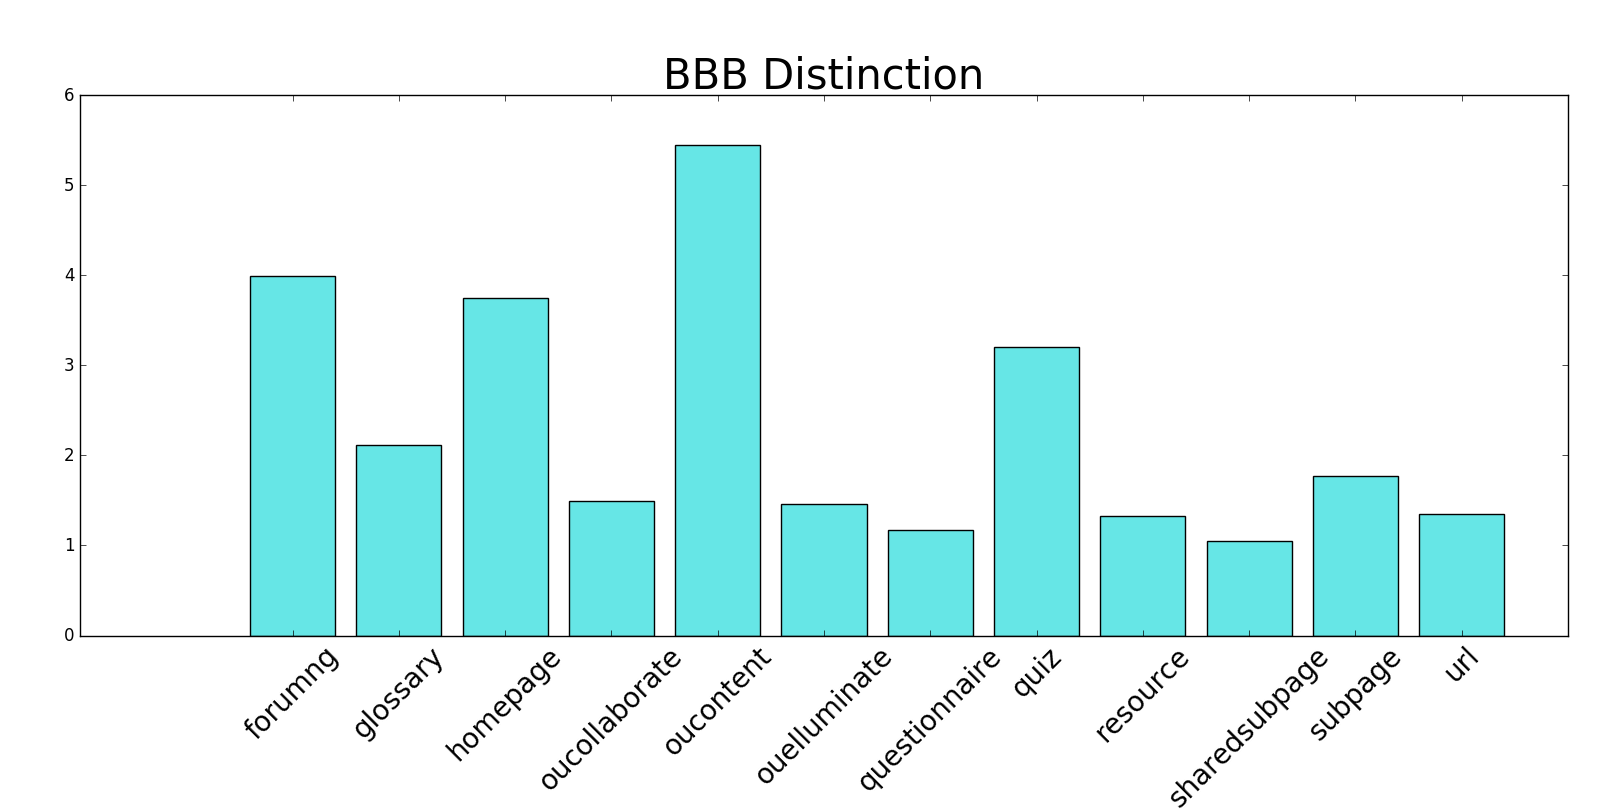 BBB Distinction
6
5
4
3
2
1
0
forumng
glossary
homepage
oucollaborate
oucontent
ouelluminate
questionnaire
quiz
resource
sharedsubpage
subpage
url